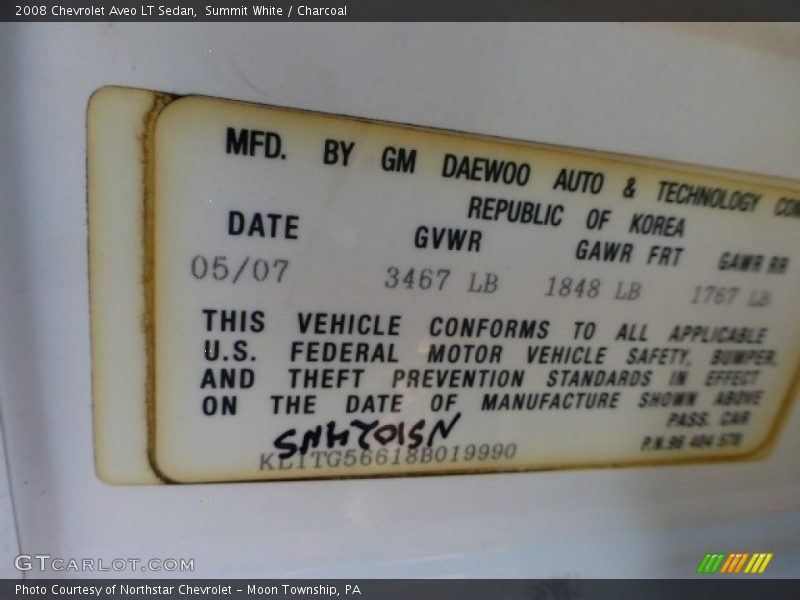 2008 Chevrolet Aveo LT Sedan, Summit White / Charcoal
MFD. BY GM DAEWOO AUTO & TECHNOLOGY
REPUBLIC OF KOREA
DATE GVWR GAWR FRT GAWR RR
05/07 3467 LB 1848 LB 1767 LB
THIS VEHICLE CONFORMS TO ALL APPLICABLE
U.S. FEDERAL MOTOR VEHICLE SAFETY, BUMPER,
AND THEFT PREVENTION STANDARDS IN EFFECT
ON THE DATE OF MANUFACTURE SHOWN ABOVE
PASS. CAR
P.N.96 404 578
KL1TG56618B019990
GTCARLOT.COM
Photo Courtesy of Northstar Chevrolet - Moon Township, PA